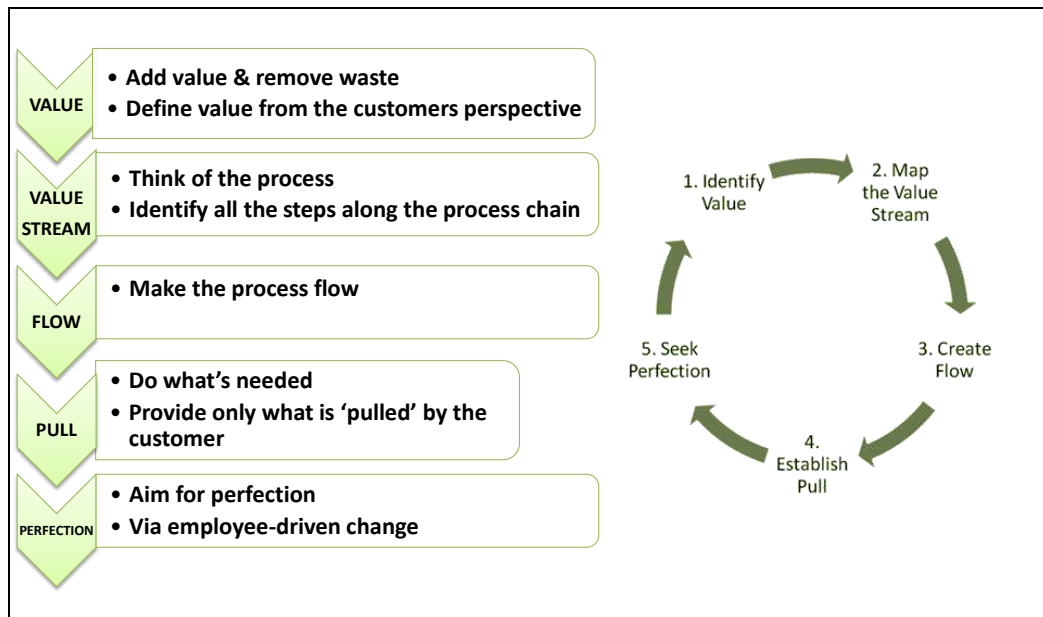 VALUE
• Add value & remove waste
• Define value from the customers perspective
VALUE
STREAM
• Think of the process
• Identify all the steps along the process chain
FLOW
• Make the process flow
PULL
• Do what's needed
• Provide only what is ‘pulled’ by the
customer
PERFECTION
• Aim for perfection
• Via employee-driven change
1. Identify
Value
2. Map
the Value
Stream
3. Create
Flow
4.
Establish
Pull
5. Seek
Perfection